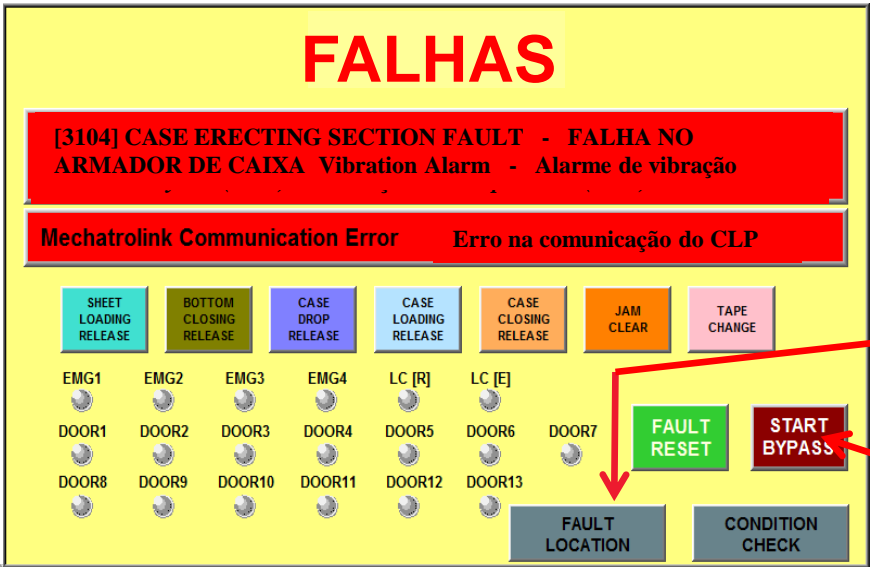 FALHAS
[3104] CASE ERECTING SECTION FAULT - FALHA NO
ARMADOR DE CAIXA Vibration Alarm - Alarme de vibração
Mechatrolink Communication Error Erro na comunicação do CLP
SHEET
LOADING
RELEASE
BOTTOM
CLOSING
RELEASE
CASE
DROP
RELEASE
CASE
LOADING
RELEASE
CASE
CLOSING
RELEASE
JAM
CLEAR
TAPE
CHANGE
EMG1 EMG2 EMG3 EMG4 LC [R] LC [E]
DOOR1 DOOR2 DOOR3 DOOR4 DOOR5 DOOR6 DOOR7
DOOR8 DOOR9 DOOR10 DOOR11 DOOR12 DOOR13
FAULT
RESET
START
BYPASS
FAULT
LOCATION
CONDITION
CHECK